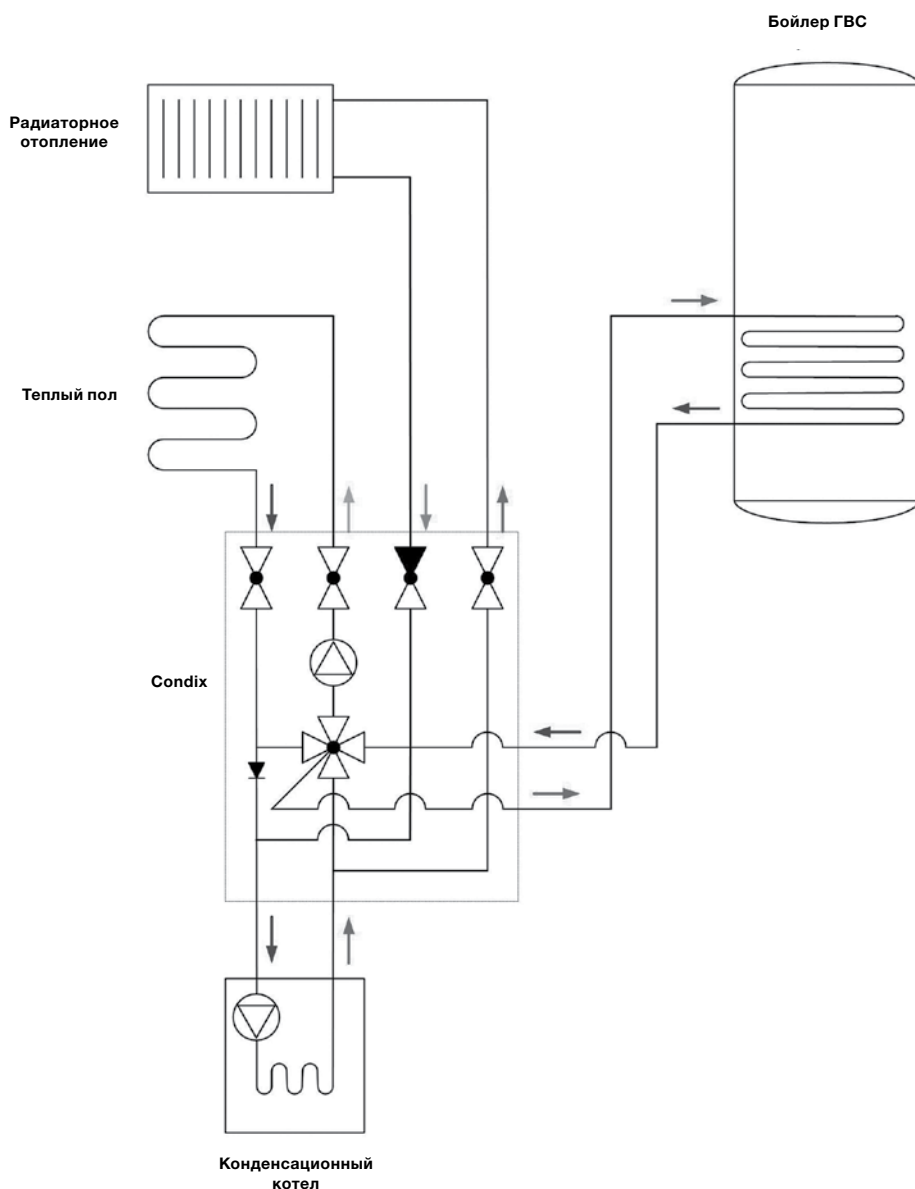 Бойлер ГВС
Радиаторное
отопление
Теплый пол
Condix
Конденсационный
котел